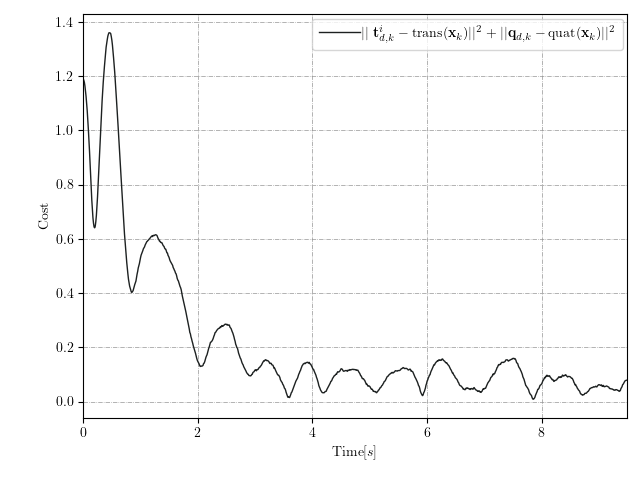 || t^i_{d,k} − trans(x_k)||^2 + ||q_{d,k} − quat(x_k)||^2
1.4
1.2
1.0
0.8
0.6
0.4
0.2
0.0
Cost
0 2 4 6 8
Time[s]